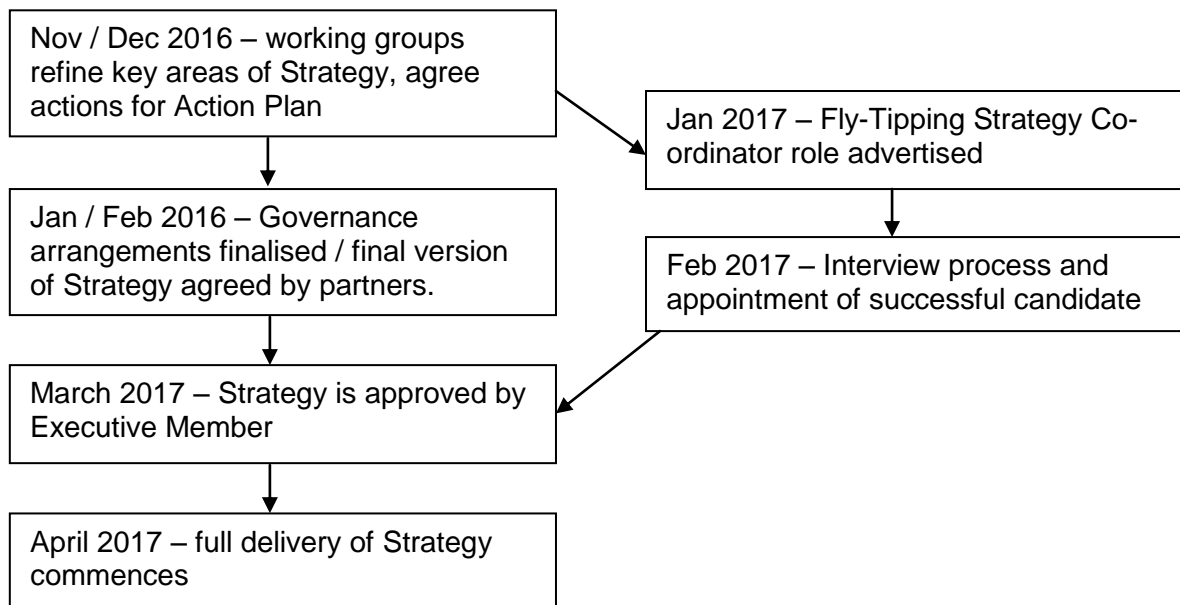 Nov / Dec 2016 – working groups
refine key areas of Strategy, agree
actions for Action Plan
Jan 2017 – Fly-Tipping Strategy Co-
ordinator role advertised
Jan / Feb 2016 – Governance
arrangements finalised / final version
of Strategy agreed by partners.
Feb 2017 – Interview process and
appointment of successful candidate
March 2017 – Strategy is approved by
Executive Member
April 2017 – full delivery of Strategy
commences